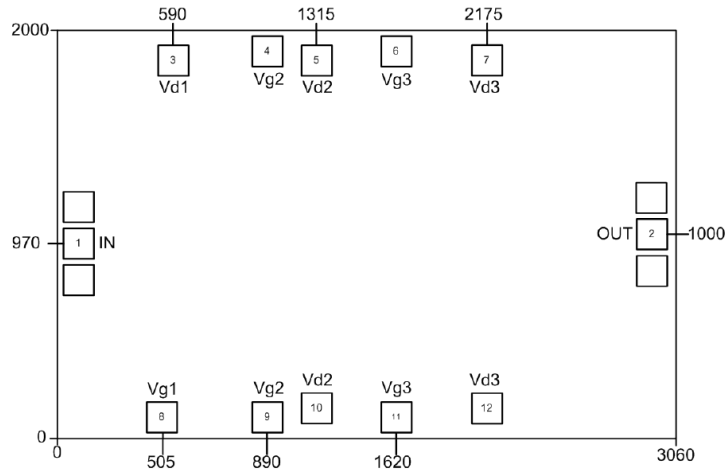 590 1315 2175
2000
3 4 5 6 7
Vd1 Vg2 Vd2 Vg3 Vd3
970 1 IN
OUT 2 1000
Vg1 Vg2 Vd2 Vg3 Vd3
8 9 10 11 12
0
0 505 890 1620 3060